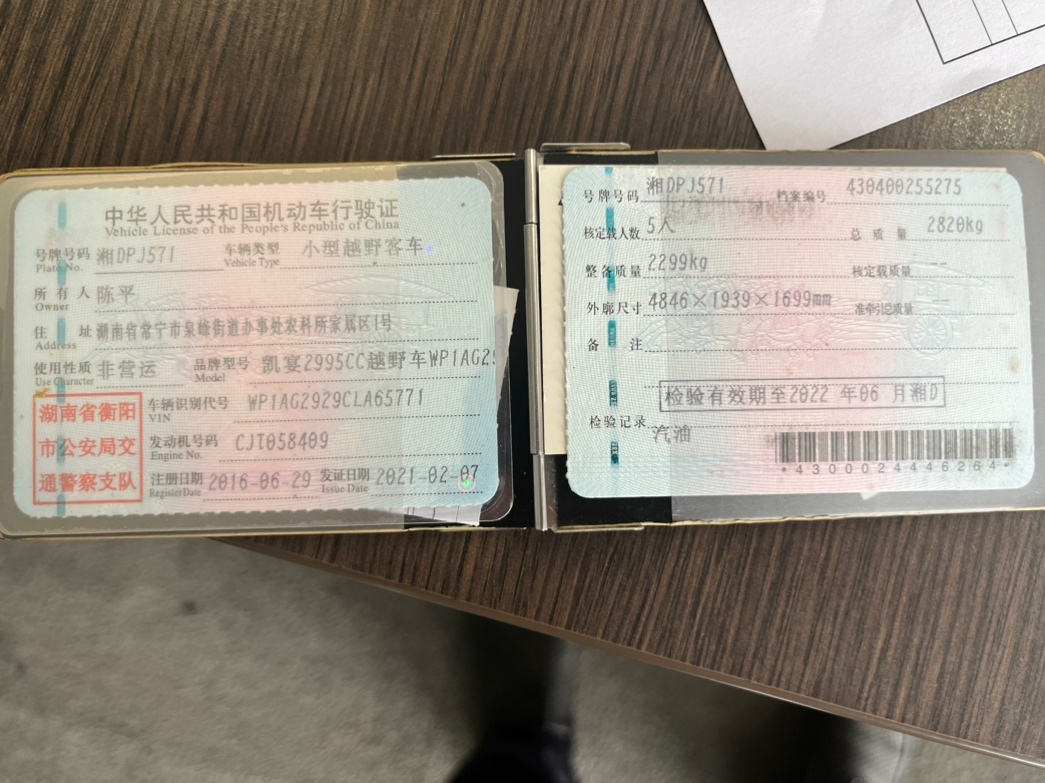 中华人民共和国机动车行驶证
Vehicle License of the People's Republic of China
号牌号码 湘DPJ571 车辆类型 小型越野客车
Plate No. Vehicle Type
所有人 陈平
Owner
住址 湖南省常宁市泉峰街道办事处农科所家属区1号
Address
使用性质 非营运 品牌型号 凯宴2995CC越野车WP1AG29
Use Character Model
湖南省衡阳
市公安局交
通警察支队
车辆识别代号 WP1AG2929CLA65771
VIN
发动机号码 CJT058409
Engine No.
注册日期 2016-06-29 发证日期 2021-02-07
Register Date Issue Date
号牌号码 湘DPJ571 档案编号 430400255275
核定载人数 5人 总质量 2820kg
整备质量 2299kg 核定载质量 --
外廓尺寸 4846×1939×1699mm 准牵引总质量 --
备注
检验有效期至2022年06月湘D
检验记录
汽油
*4300024446264*